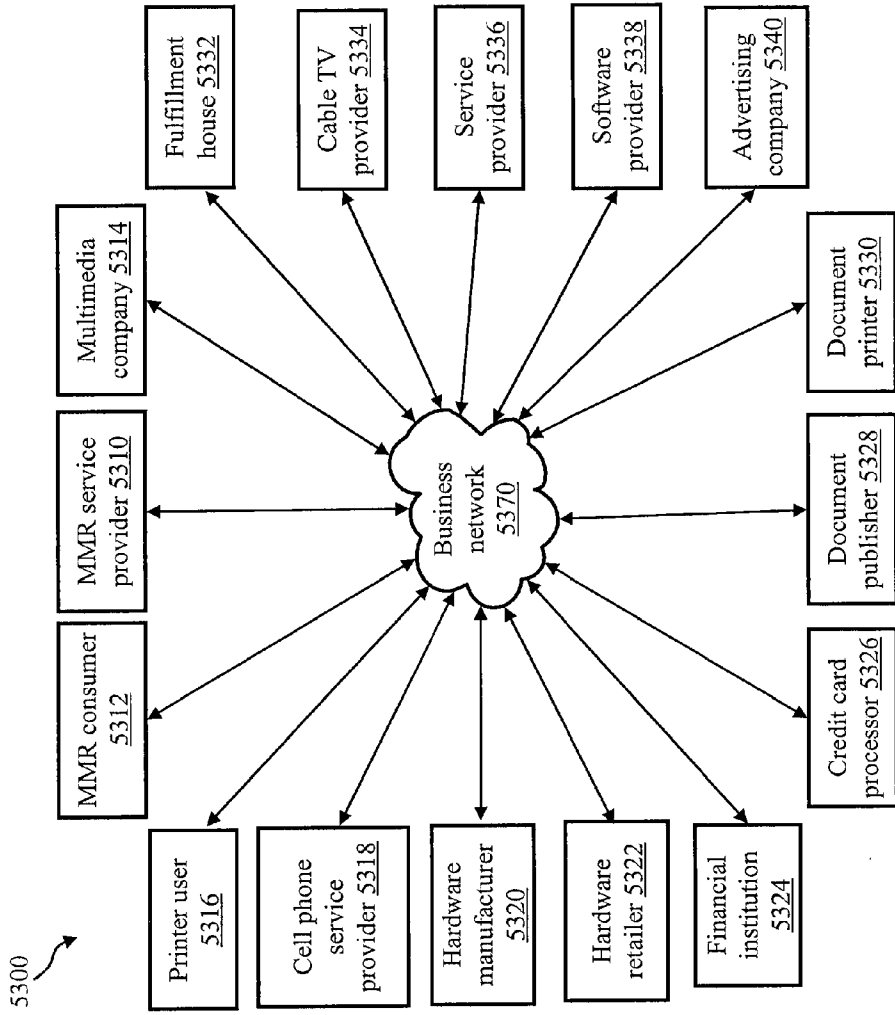 5300
MMR consumer
5312
MMR service
provider 5310
Multimedia
company 5314
Printer user
5316
Cell phone
service
provider 5318
Hardware
manufacturer
5320
Hardware
retailer 5322
Financial
institution
5324
Business
network
5370
Fulfillment
house 5332
Cable TV
provider 5334
Service
provider 5336
Software
provider 5338
Advertising
company 5340
Credit card
processor 5326
Document
publisher 5328
Document
printer 5330